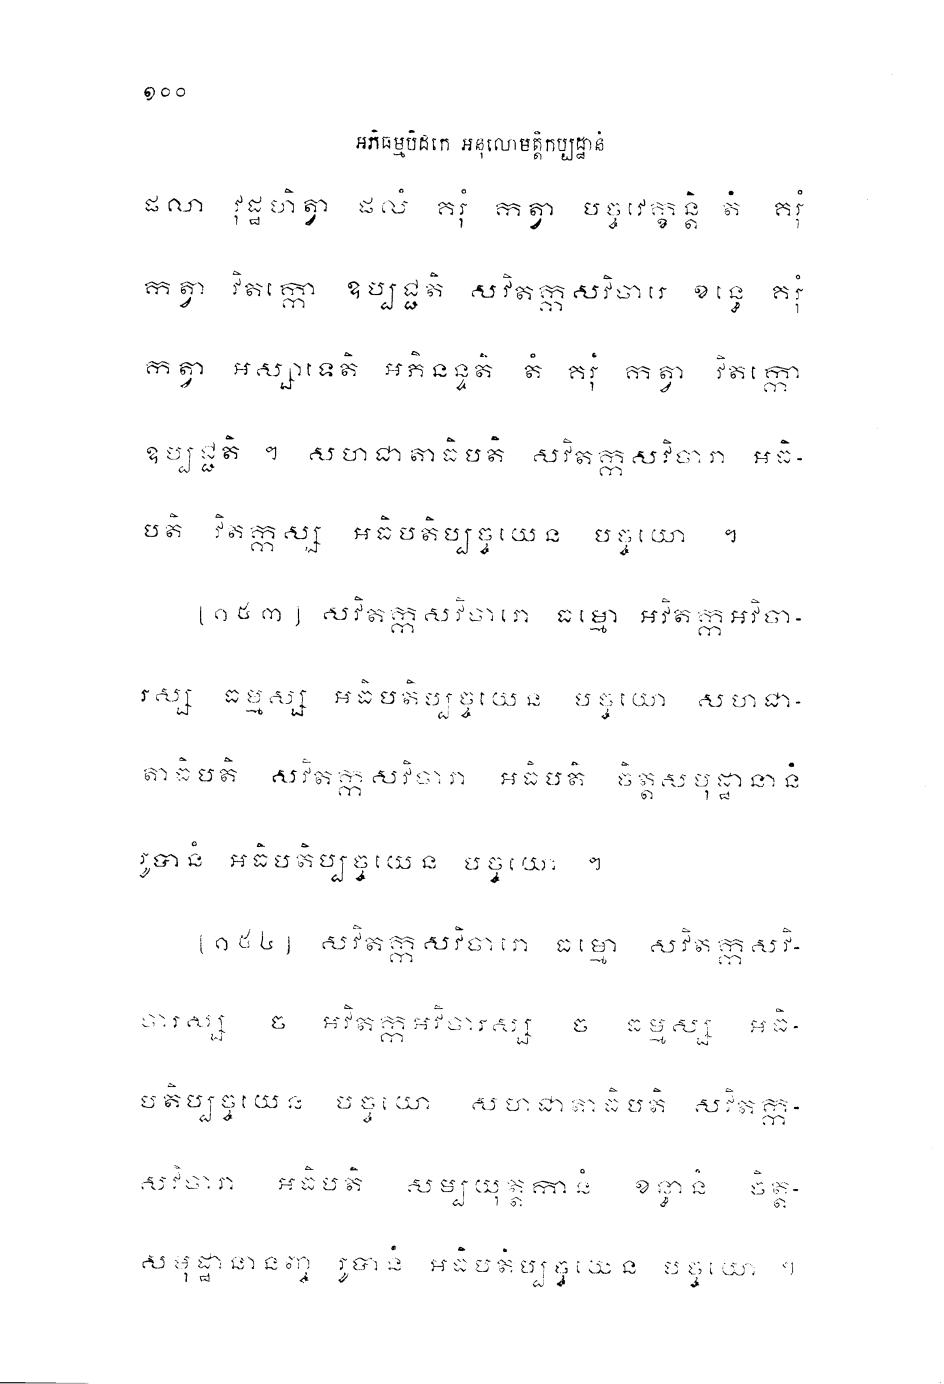 ១០០
អភិធម្មបិដកេ អនុលោមត្តិកប្បដ្ឋានំ
ផលា វុដ្ឋហិត្វា ផលំ គរុំ កត្វា បច្ចវេក្ខន្តិ តំ គរុំ
កត្វា វិតក្កោ ឧប្បជ្ជតិ សវិតក្កសវិចារេ ខន្ធេ គរុំ
កត្វា អស្សាទេតិ អភិនន្ទតិ តំ គរុំ កត្វា វិតក្កោ
ឧប្បជ្ជតិ ។ សហជាតាធិបតិ សវិតក្កសវិចារា អធិ-
បតិ វិតក្កស្ស អធិបតិប្បច្ចយេន បច្ចយោ ។
[១៥៣] សវិតក្កសវិចារោ ធម្មោ អវិតក្កអវិចា-
រស្ស ធម្មស្ស អធិបតិប្បច្ចយេន បច្ចយោ សហជា-
តាធិបតិ សវិតក្កសវិចារា អធិបតិ ចិត្តសមុដ្ឋានានំ
រូបានំ អធិបតិប្បច្ចយេន បច្ចយោ ។
[១៥៤] សវិតក្កសវិចារោ ធម្មោ សវិតក្កសវិ-
ចារស្ស ច អវិតក្កអវិចារស្ស ច ធម្មស្ស អធិ-
បតិប្បច្ចយេន បច្ចយោ សហជាតាធិបតិ សវិតក្ក-
សវិចារា អធិបតិ សម្បយុត្តកានំ ខន្ធានំ ចិត្ត-
សមុដ្ឋានានញ្ច រូបានំ អធិបតិប្បច្ចយេន បច្ចយោ ។